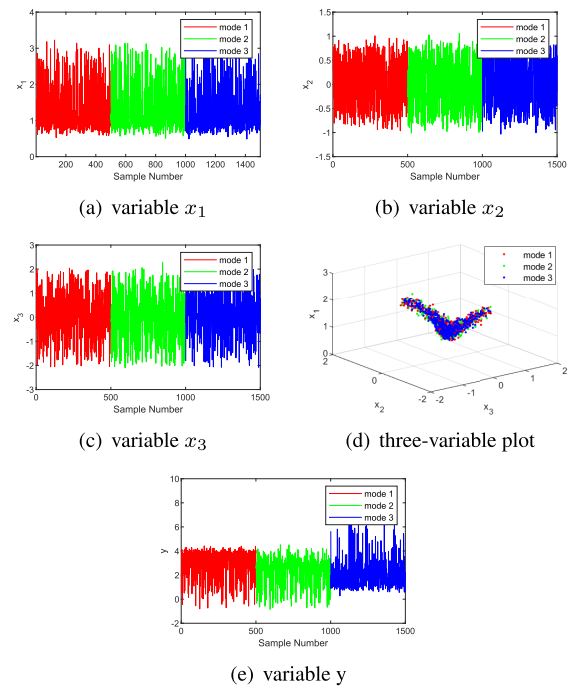 4
3
2
1
0
x1
mode 1
mode 2
mode 3
200 400 600 800 1000 1200 1400
Sample Number
(a) variable x1
1.5
1
0.5
0
-0.5
-1
-1.5
x2
mode 1
mode 2
mode 3
0 500 1000 1500
Sample Number
(b) variable x2
3
2
1
0
-1
-2
-3
x3
mode 1
mode 2
mode 3
0 500 1000 1500
Sample Number
(c) variable x3
3
2
1
0
x1
mode 1
mode 2
mode 3
2
0
-2
x2
-2 -1 0 1 2
x3
(d) three-variable plot
10
8
6
4
2
0
-2
y
mode 1
mode 2
mode 3
0 500 1000 1500
Sample Number
(e) variable y